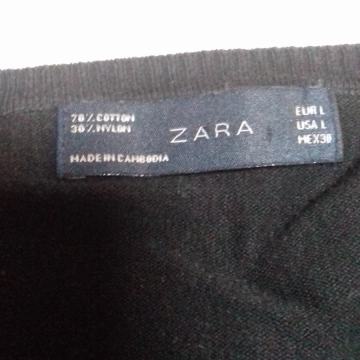 70% COTTON
30% NYLON
MADE IN CAMBODIA
ZARA
EUR L
USA L
MEX 30